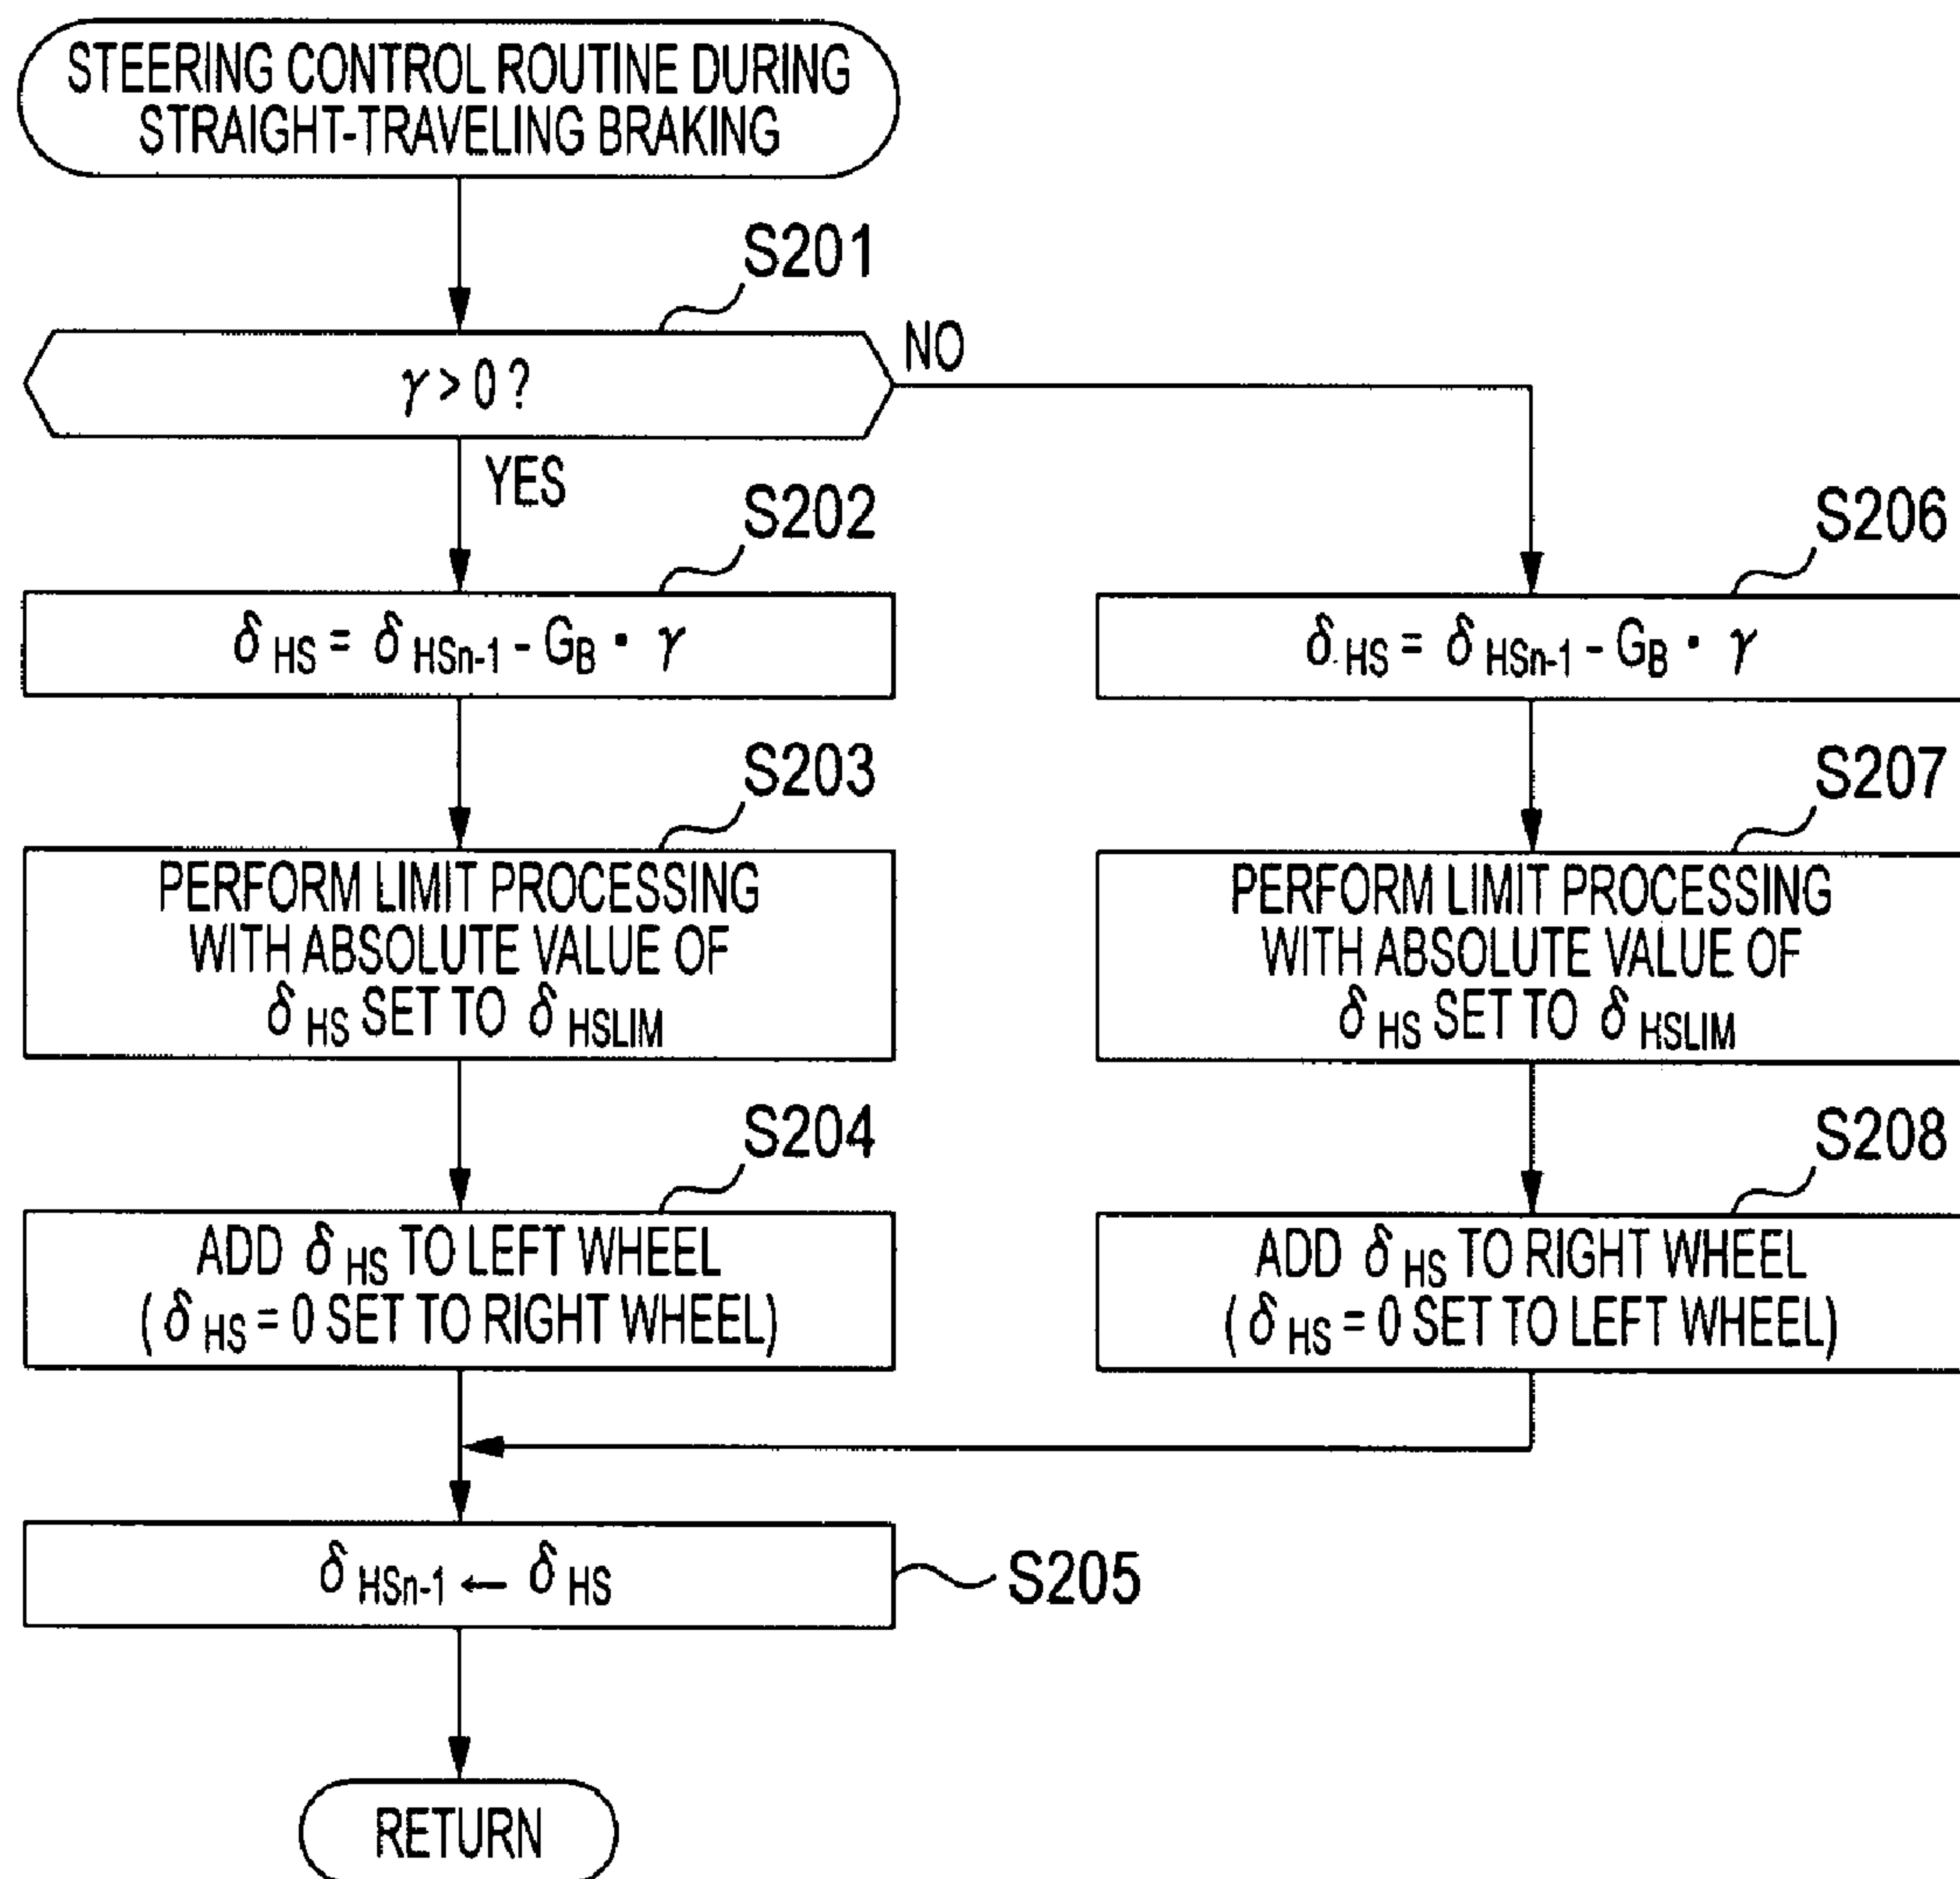 STEERING CONTROL ROUTINE DURING
STRAIGHT-TRAVELING BRAKING
S201
γ > 0 ?
NO
YES
S202
δ HS = δ HSn-1 - GB · γ
S203
PERFORM LIMIT PROCESSING
WITH ABSOLUTE VALUE OF
δ HS SET TO δ HSLIM
S204
ADD δ HS TO LEFT WHEEL
( δ HS = 0 SET TO RIGHT WHEEL)
S206
δ HS = δ HSn-1 - GB · γ
S207
PERFORM LIMIT PROCESSING
WITH ABSOLUTE VALUE OF
δ HS SET TO δ HSLIM
S208
ADD δ HS TO RIGHT WHEEL
( δ HS = 0 SET TO LEFT WHEEL)
δ HSn-1 ← δ HS
S205
RETURN